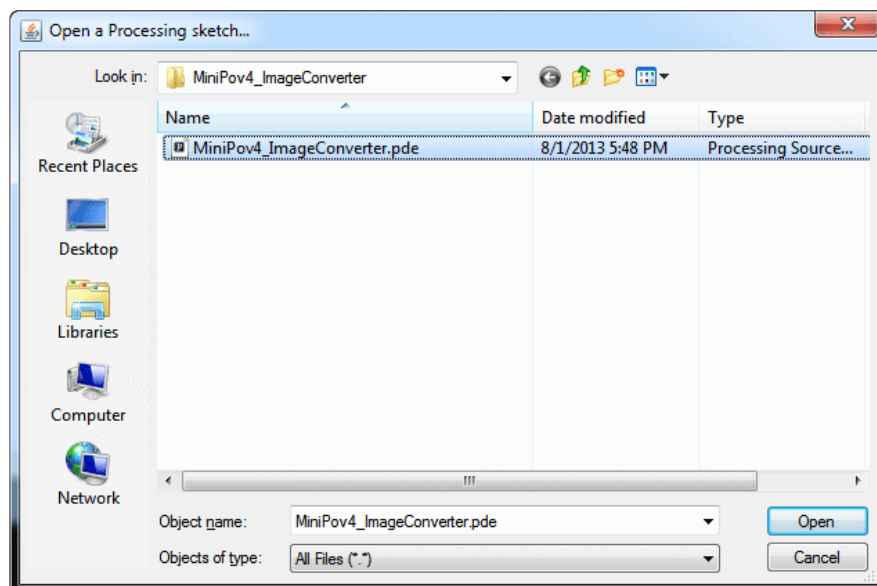 Open a Processing sketch...
Look in: MiniPov4_ImageConverter
Name Date modified Type
MiniPov4_ImageConverter.pde 8/1/2013 5:48 PM Processing Source...
Recent Places
Desktop
Libraries
Computer
Network
Object name: MiniPov4_ImageConverter.pde Open
Objects of type: All Files (*.*) Cancel